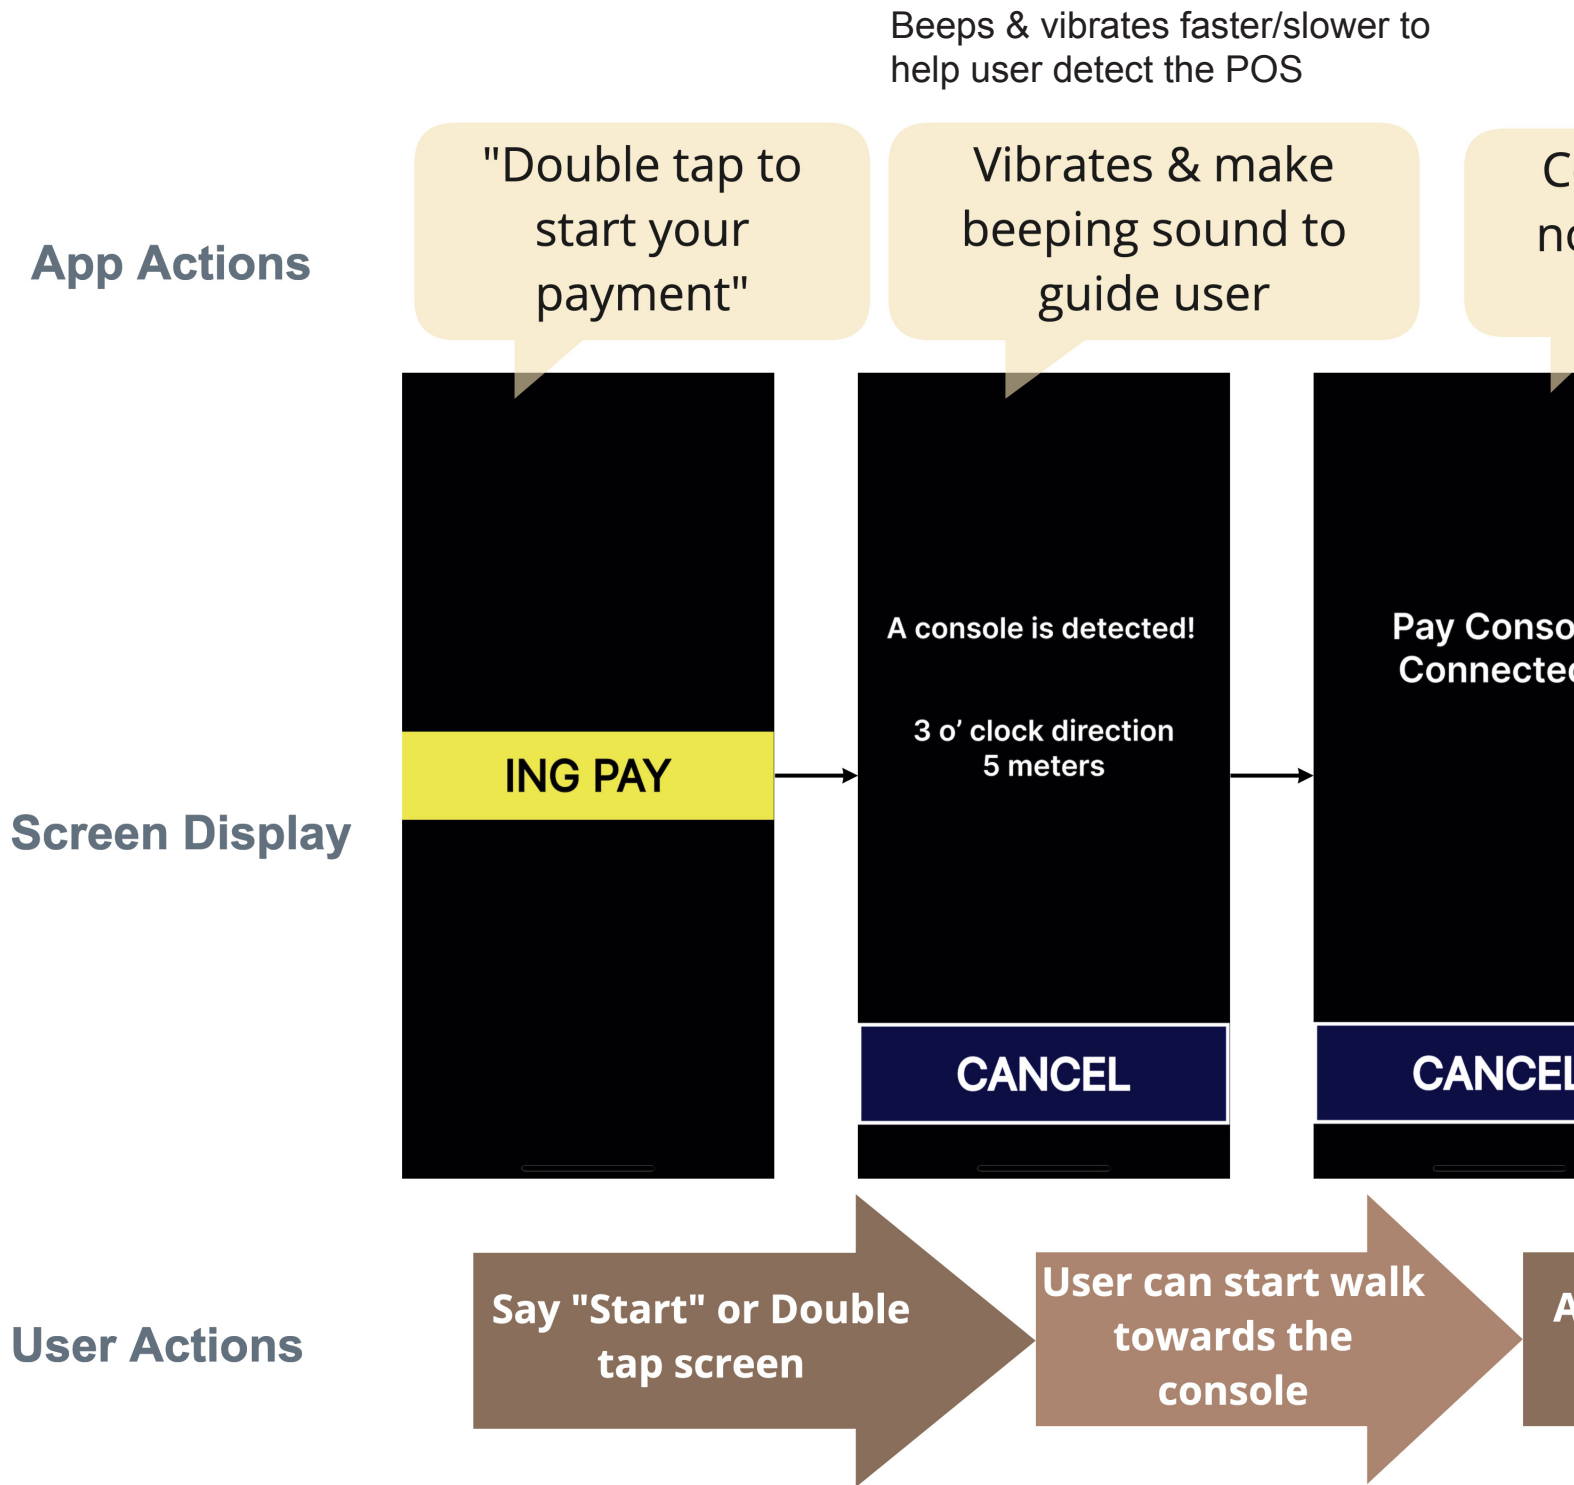 Beeps & vibrates faster/slower to
help user detect the POS
App Actions
"Double tap to
start your
payment"
Vibrates & make
beeping sound to
guide user
Screen Display
ING PAY
A console is detected!
3 o’ clock direction
5 meters
CANCEL
Pay
CANCEL
User Actions
Say "Start" or Double
tap screen
User can start walk
towards the
console